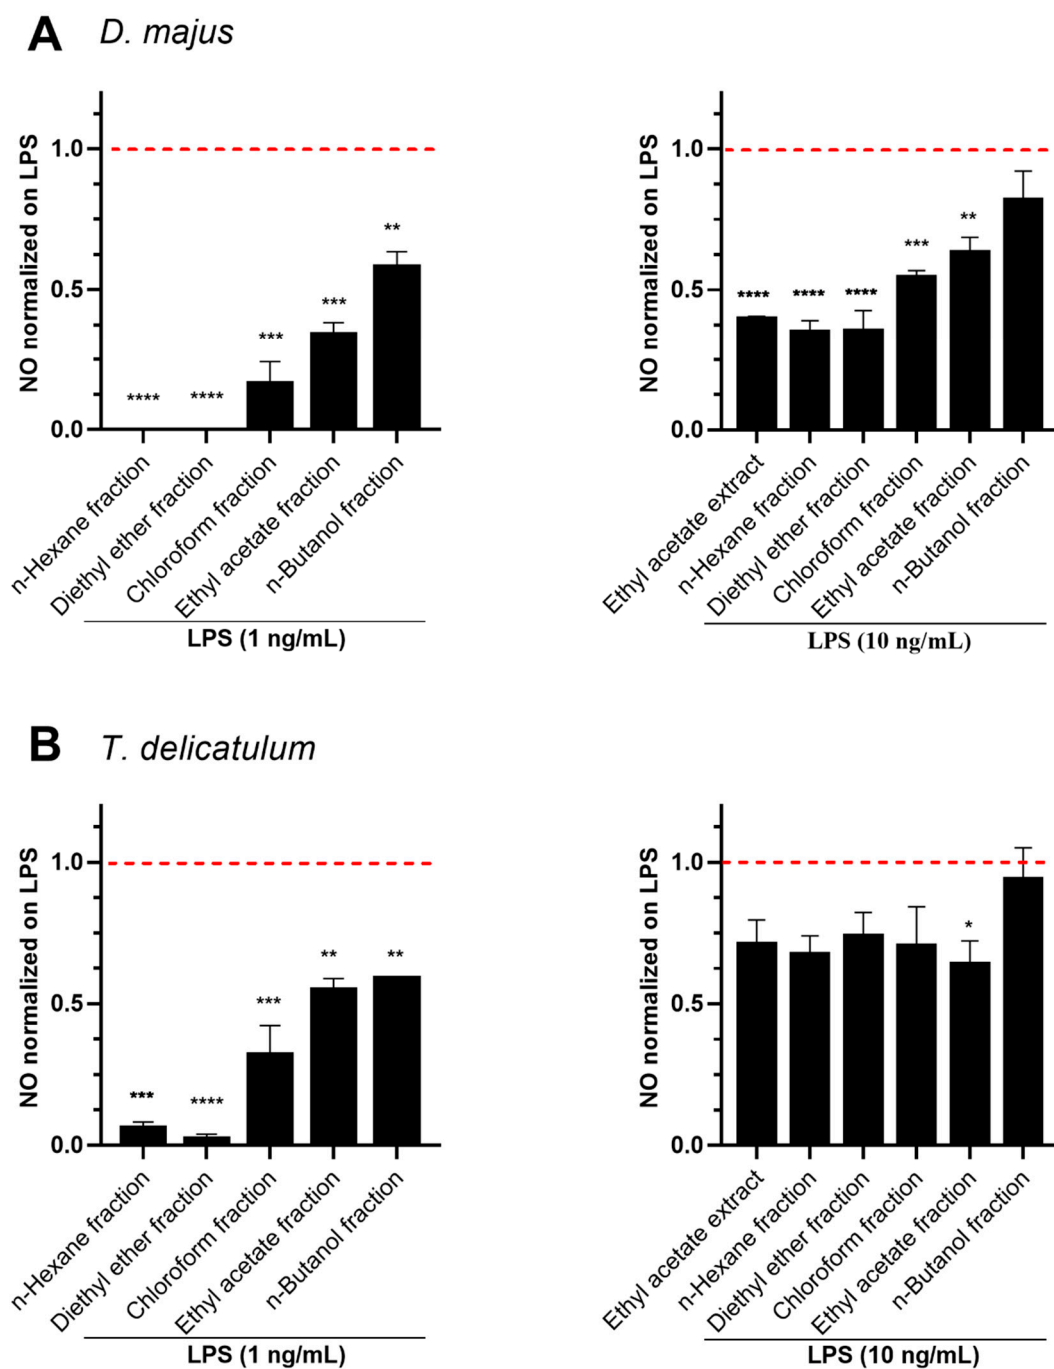 A D. majus
NO normalized on LPS
1.0
0.5
0.0
****
****
***
***
**
n-Hexane fraction
Diethyl ether fraction
Chloroform fraction
Ethyl acetate fraction
n-Butanol fraction
LPS (1 ng/mL)
NO normalized on LPS
1.0
0.5
0.0
****
****
****
***
**
Ethyl acetate extract
n-Hexane fraction
Diethyl ether fraction
Chloroform fraction
Ethyl acetate fraction
n-Butanol fraction
LPS (10 ng/mL)
B T. delicatulum
NO normalized on LPS
1.0
0.5
0.0
***
****
***
**
**
n-Hexane fraction
Diethyl ether fraction
Chloroform fraction
Ethyl acetate fraction
n-Butanol fraction
LPS (1 ng/mL)
NO normalized on LPS
1.0
0.5
0.0
*
Ethyl acetate extract
n-Hexane fraction
Diethyl ether fraction
Chloroform fraction
Ethyl acetate fraction
n-Butanol fraction
LPS (10 ng/mL)